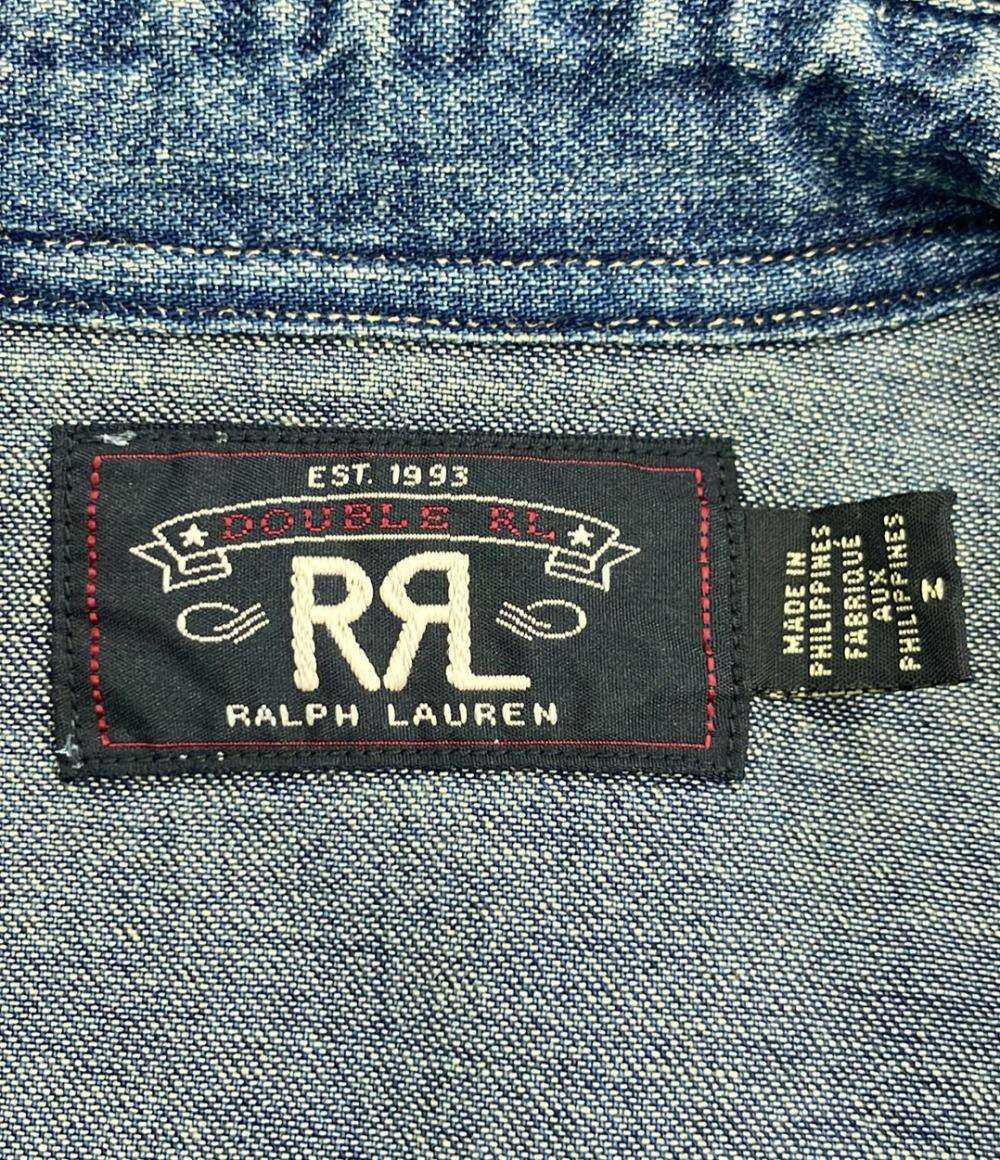 EST. 1993
DOUBLE RL
RRL
RALPH LAUREN
MADE IN
PHILIPPINES
FABRIQUE
AUX
PHILIPPINES
M